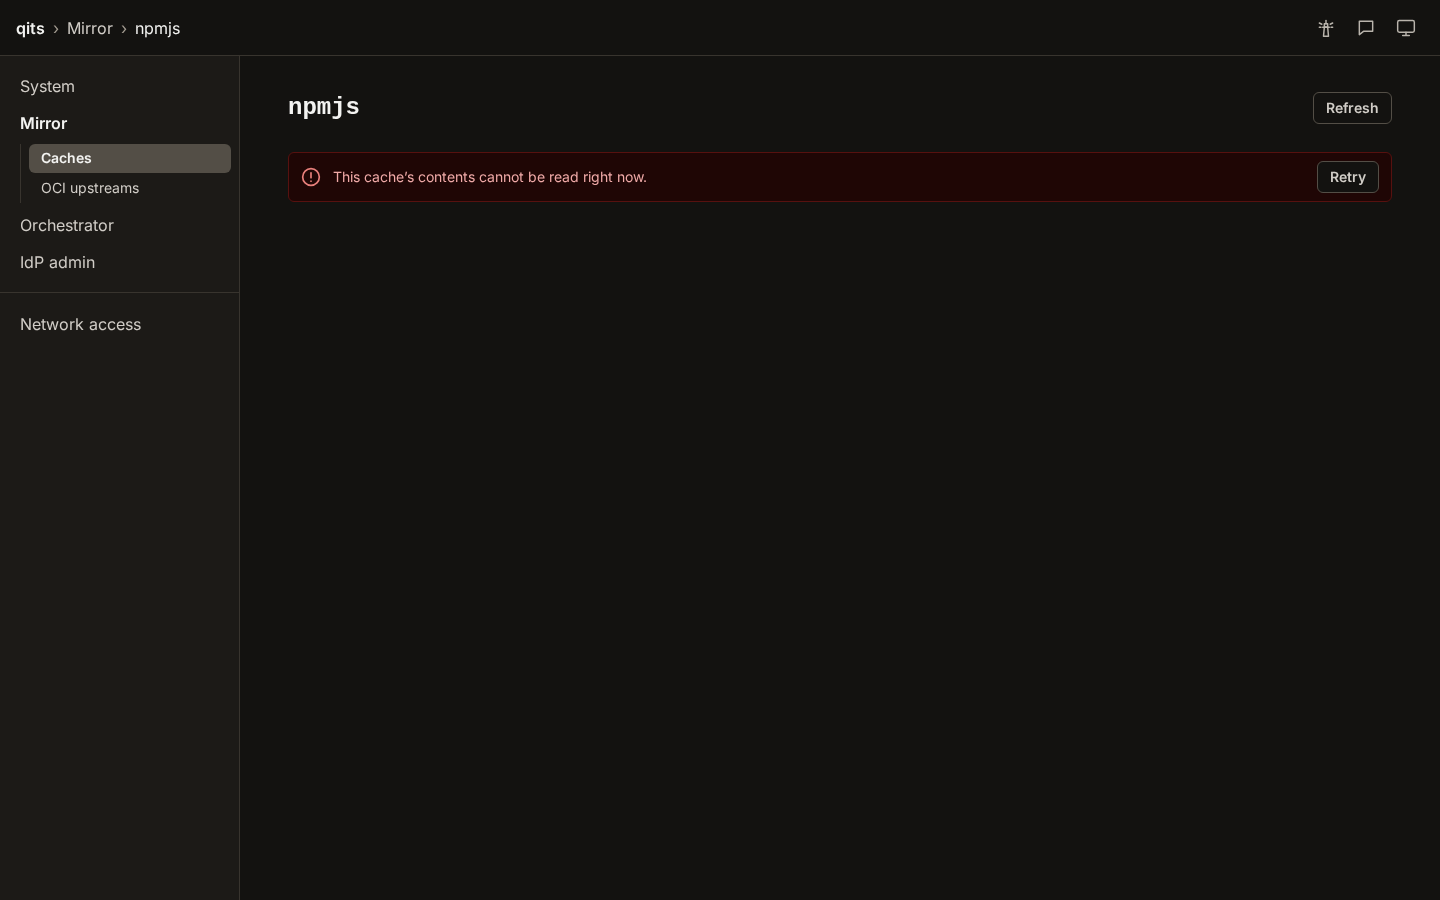 qits › Mirror › npmjs
System
Mirror
Caches
OCI upstreams
Orchestrator
IdP admin
Network access
npmjs
Refresh
This cache’s contents cannot be read right now.
Retry